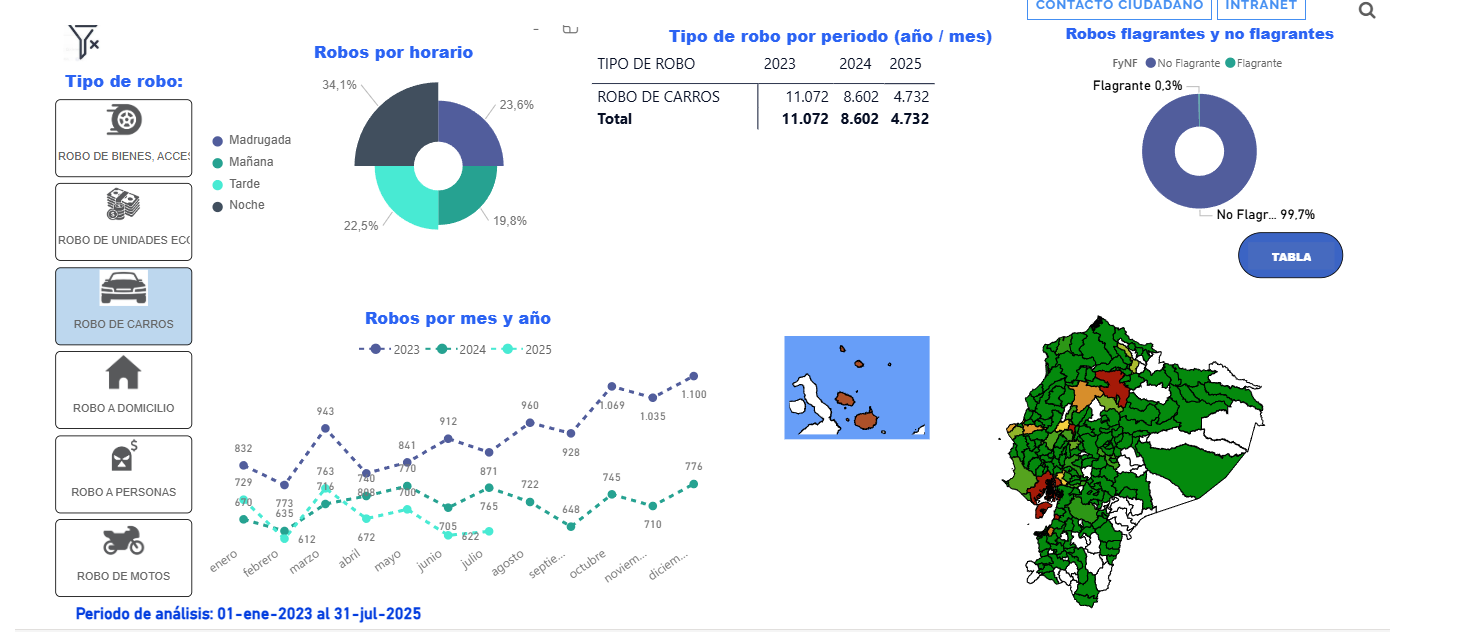 CONTACTO CIUDADANO
INTRANET
Tipo de robo:
ROBO DE BIENES, ACCES
ROBO DE UNIDADES ECO
ROBO DE CARROS
ROBO A DOMICILIO
$
ROBO A PERSONAS
ROBO DE MOTOS
Robos por horario
Madrugada
Mañana
Tarde
Noche
34,1%
23,6%
22,5%
19,8%
Tipo de robo por periodo (año / mes)
TIPO DE ROBO 2023 2024 2025
ROBO DE CARROS 11.072 8.602 4.732
Total 11.072 8.602 4.732
Robos flagrantes y no flagrantes
FyNF No Flagrante Flagrante
Flagrante 0,3%
No Flagr... 99,7%
TABLA
Robos por mes y año
2023 2024 2025
832
773
943
898
841
912
871
960
928
1.069
1.035
1.100
670
635
716
740
770
705
765
722
648
745
710
776
729
612
763
672
700
622
enero
febrero
marzo
abril
mayo
junio
julio
agosto
septie...
octubre
noviem...
diciem...
Periodo de análisis: 01-ene-2023 al 31-jul-2025